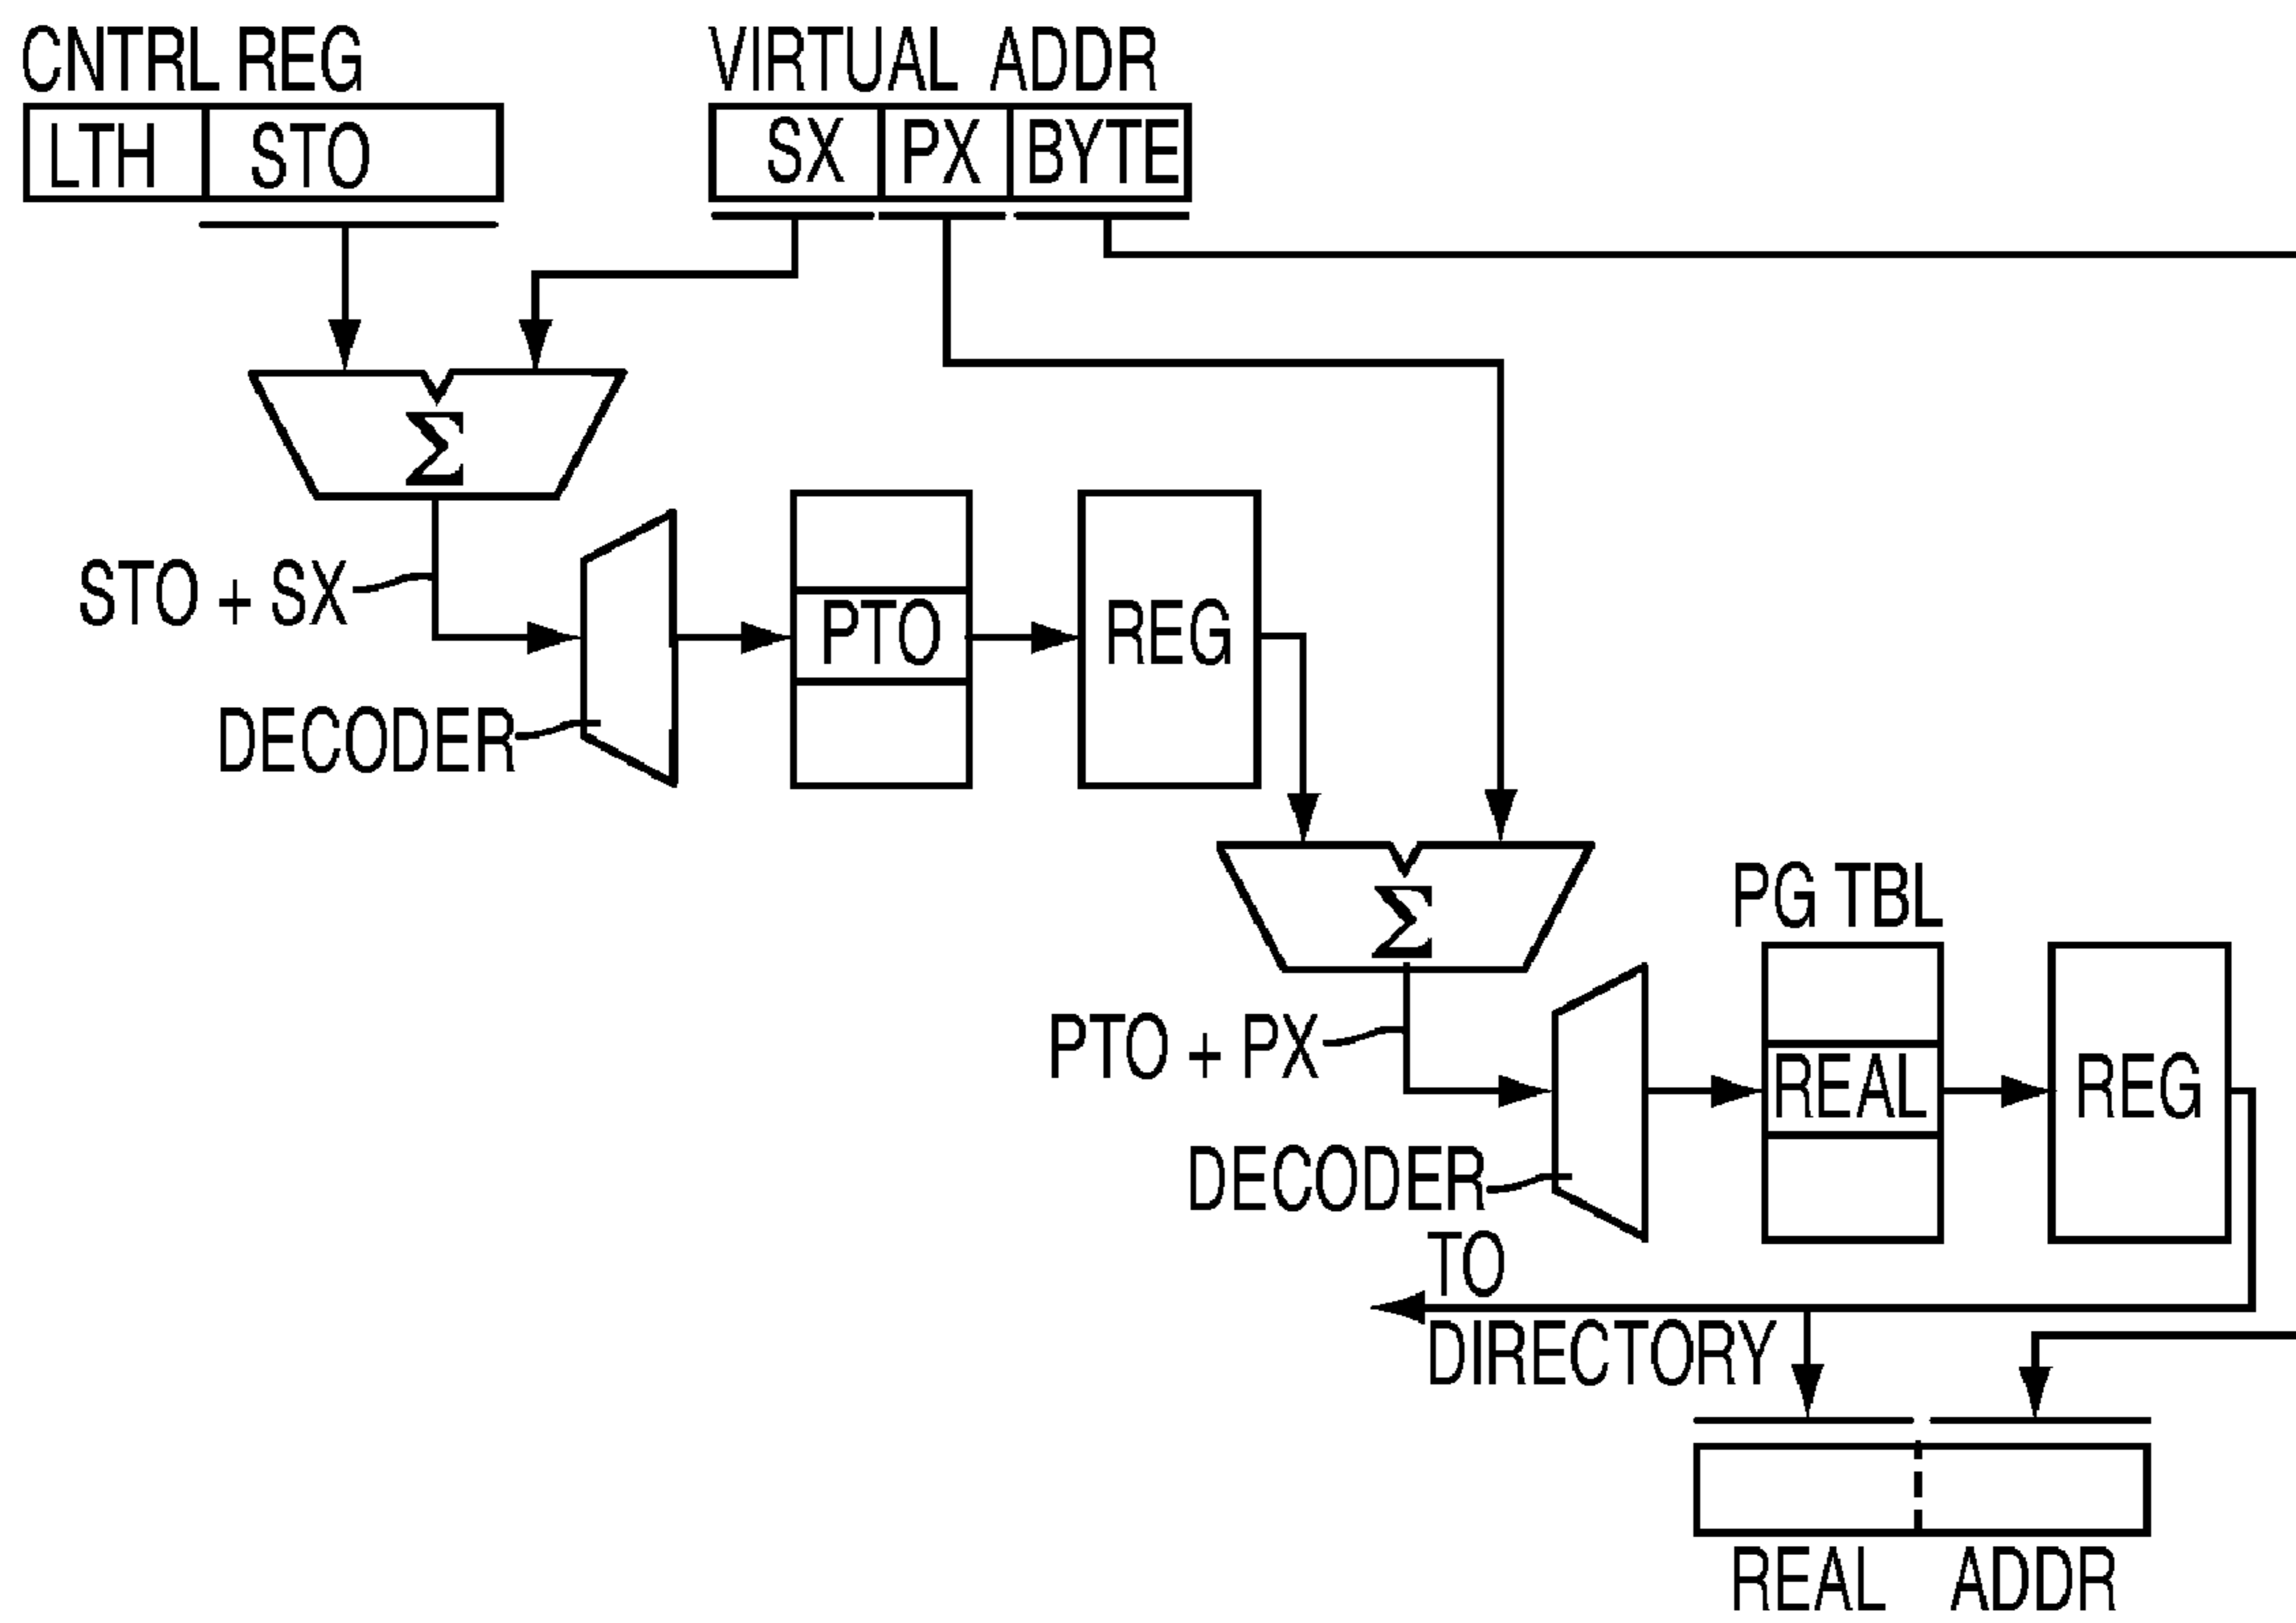 CNTRL REG
VIRTUAL ADDR
LTH STO
SX PX BYTE
Σ
STO + SX
PTO
REG
DECODER
Σ
PG TBL
PTO + PX
REAL
REG
DECODER
TO
DIRECTORY
REAL ADDR